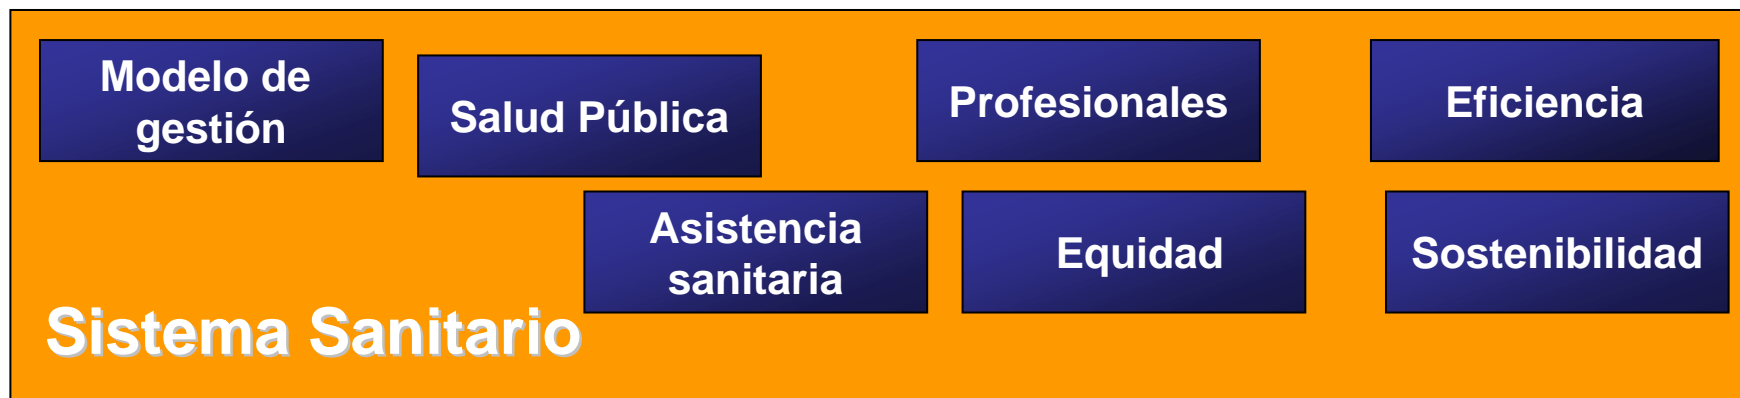 Modelo de
gestión
Salud Pública
Profesionales
Eficiencia
Asistencia
sanitaria
Equidad
Sostenibilidad
Sistema Sanitario